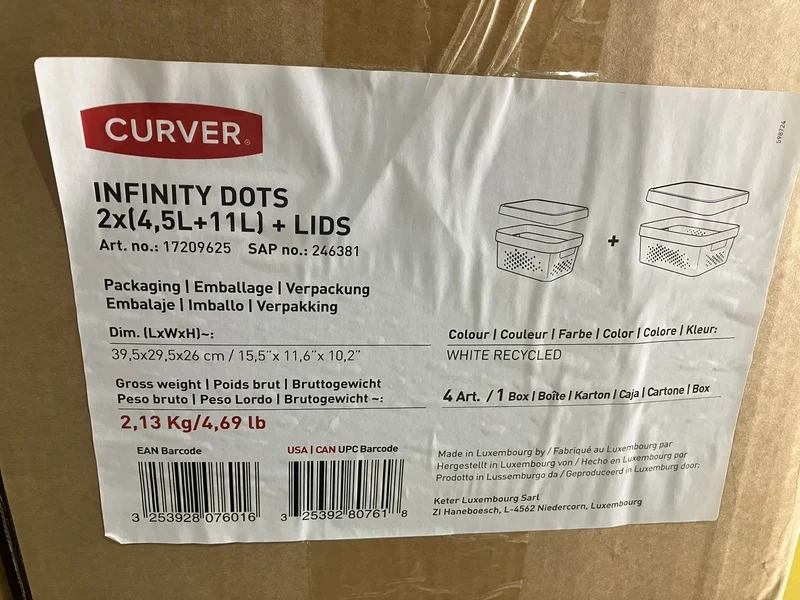 598724
CURVER®
INFINITY DOTS
2x(4,5L+11L) + LIDS
Art. no.: 17209625 SAP no.: 246381
+
Packaging | Emballage | Verpackung
Embalaje | Imballo | Verpakking
Dim. (LxWxH)~:
39,5x29,5x26 cm / 15,5"x 11,6"x 10,2"
Gross weight | Poids brut | Bruttogewicht
Peso bruto | Peso Lordo | Brutogewicht ~:
2,13 Kg/4,69 lb
Colour | Couleur | Farbe | Color | Colore | Kleur:
WHITE RECYCLED
4 Art. / 1 Box | Boîte | Karton | Caja | Cartone | Box
EAN Barcode
3 253928 076016
USA | CAN UPC Barcode
3 25392 80761 8
Made in Luxembourg by / Fabriqué au Luxembourg par
Hergestellt in Luxembourg von / Hecho en Luxemburgo por
Prodotto in Lussemburgo da / Geproduceerd in Luxemburg door:
Keter Luxembourg Sarl
ZI Haneboesch, L-4562 Niedercorn, Luxembourg